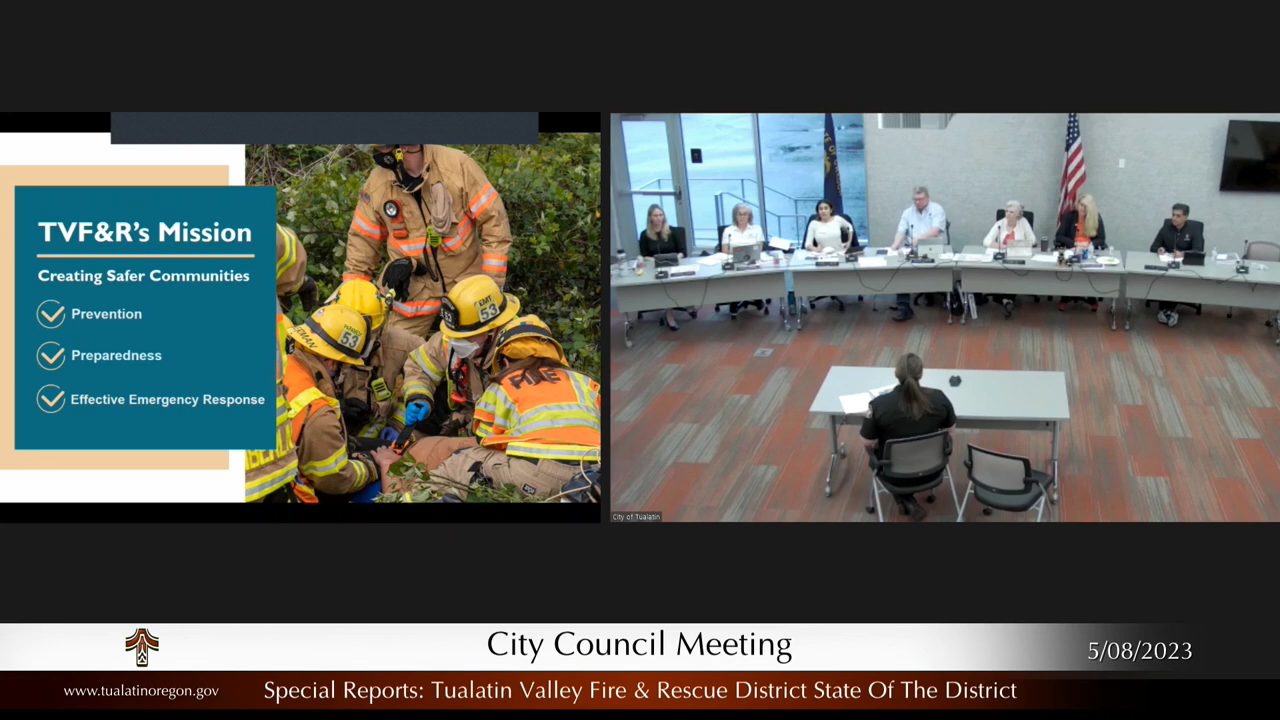 TVF&R's Mission
Creating Safer Communities
Prevention
Preparedness
Effective Emergency Response
EMT
53
53
FIRE
City of Tualatin
City Council Meeting
5/08/2023
www.tualatinoregon.gov
Special Reports: Tualatin Valley Fire & Rescue District State Of The District